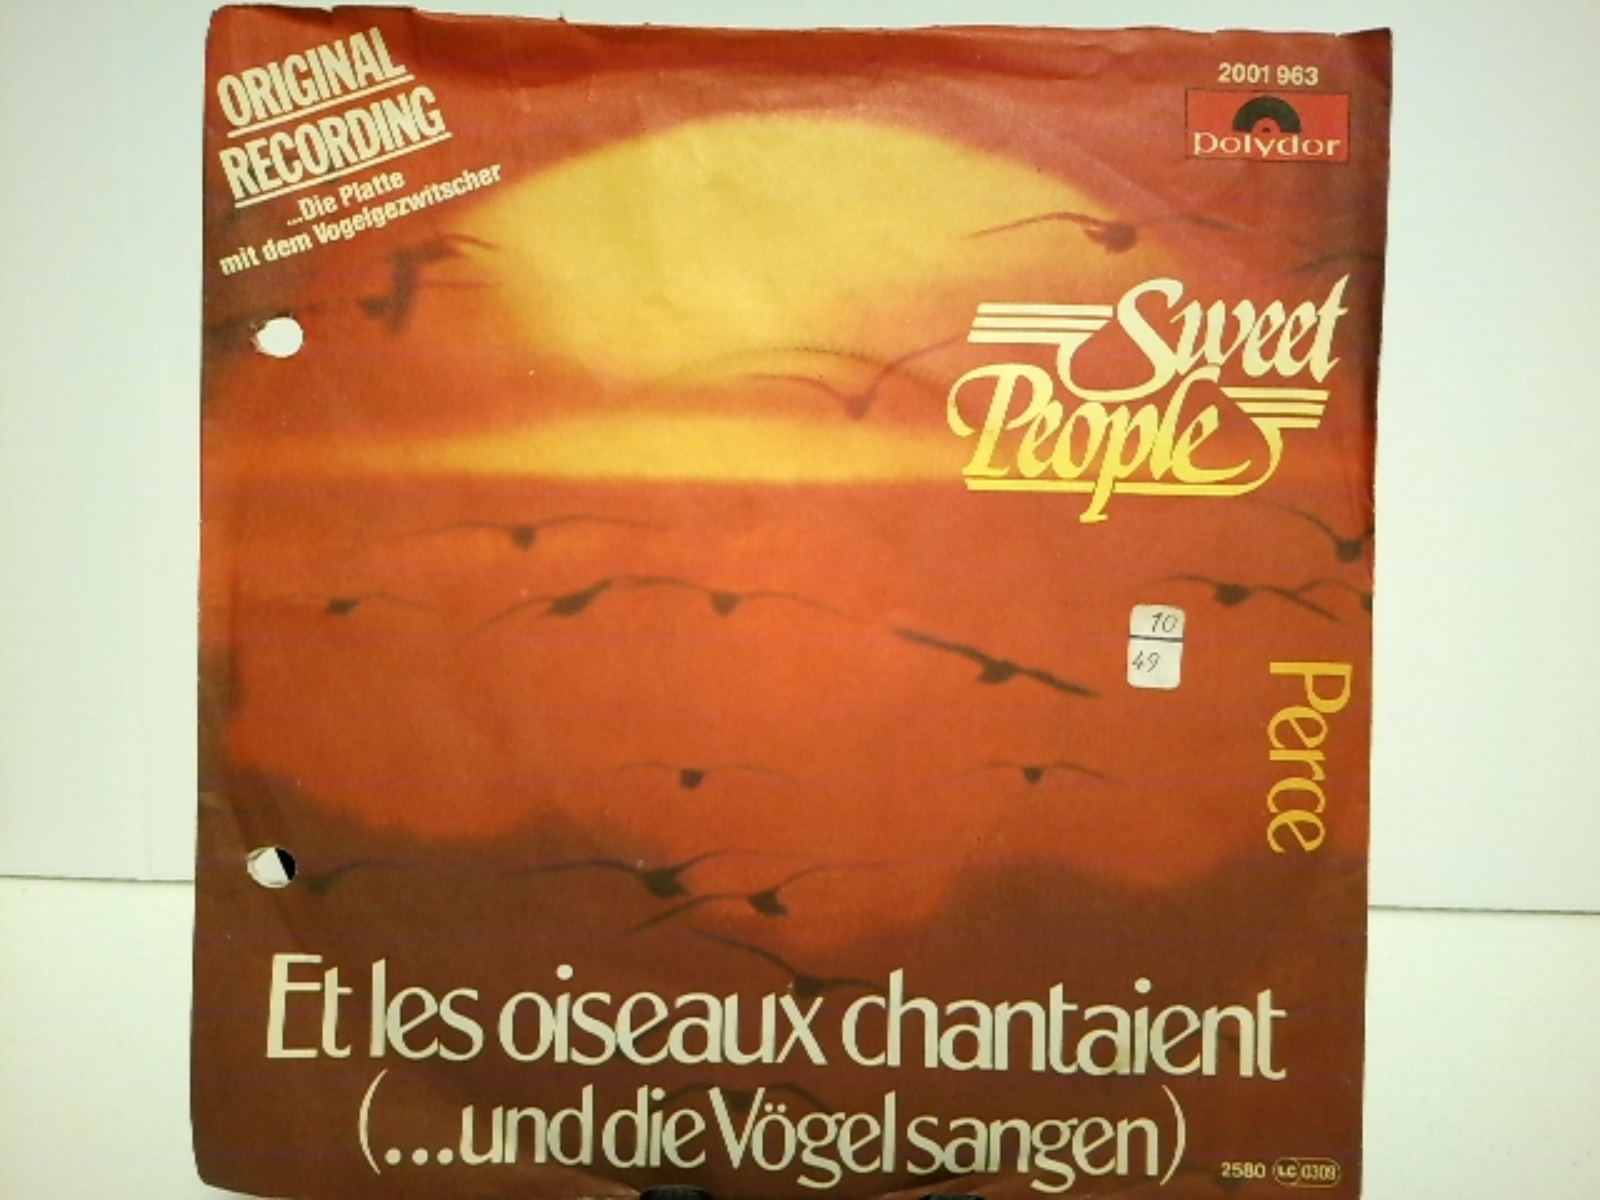 ORIGINAL
RECORDING
...Die Platte
mit dem Vogelgezwitscher
2001 963
polydor
Sweet
People
10
49
Perce
Et les oiseaux chantaient
(...und die Vögel sangen)
2580 LC 0309